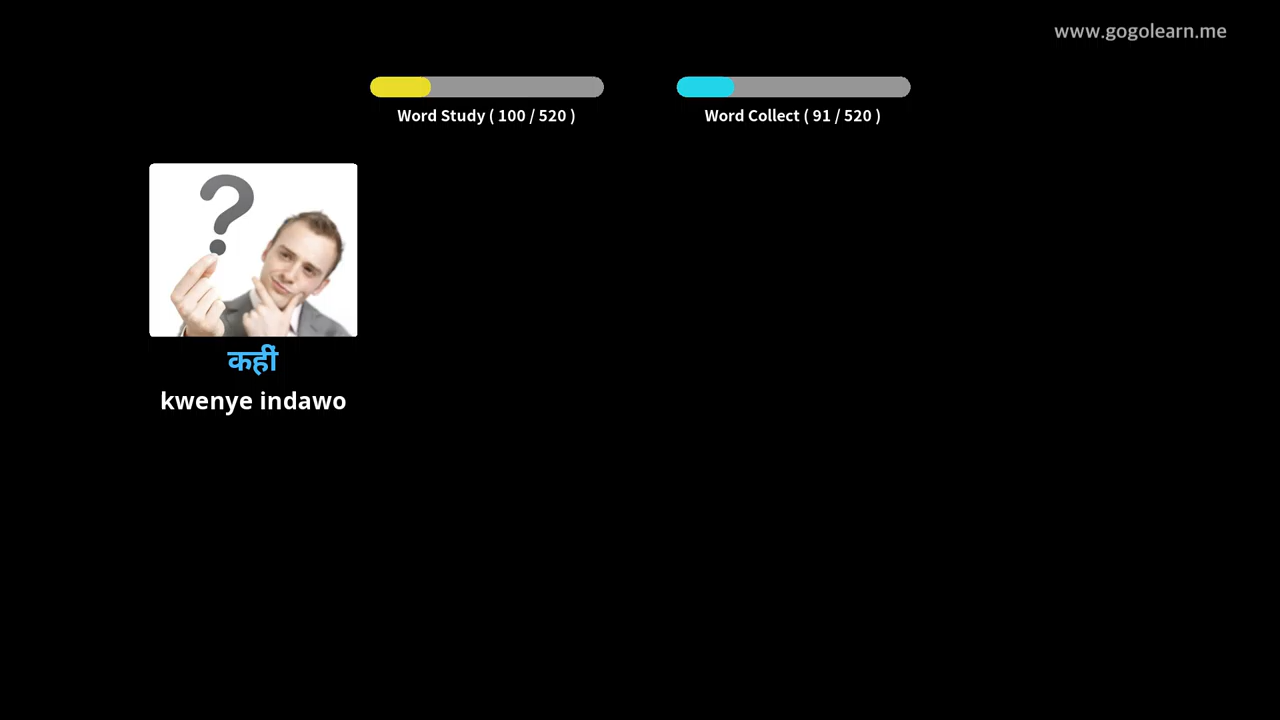 www.gogolearn.me
Word Study ( 100 / 520 )
Word Collect ( 91 / 520 )
कहीं
kwenye indawo